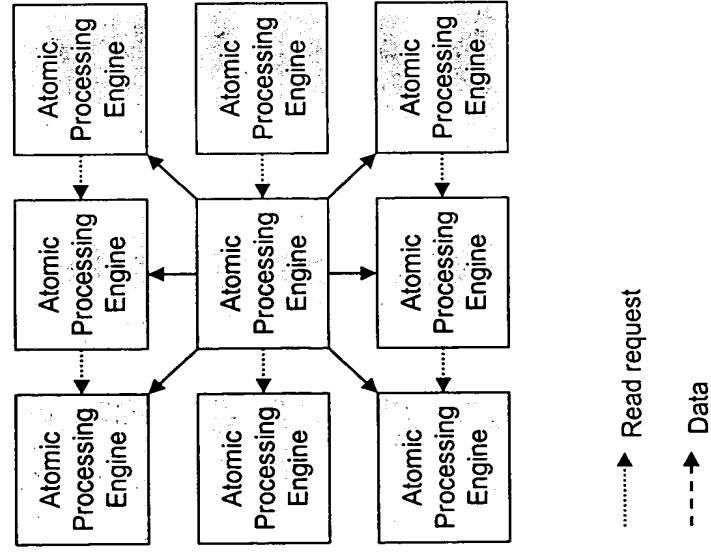 Atomic
Processing
Engine
Atomic
Processing
Engine
Atomic
Processing
Engine
Atomic
Processing
Engine
Atomic
Processing
Engine
Atomic
Processing
Engine
Atomic
Processing
Engine
Atomic
Processing
Engine
Atomic
Processing
Engine
Read request
Data